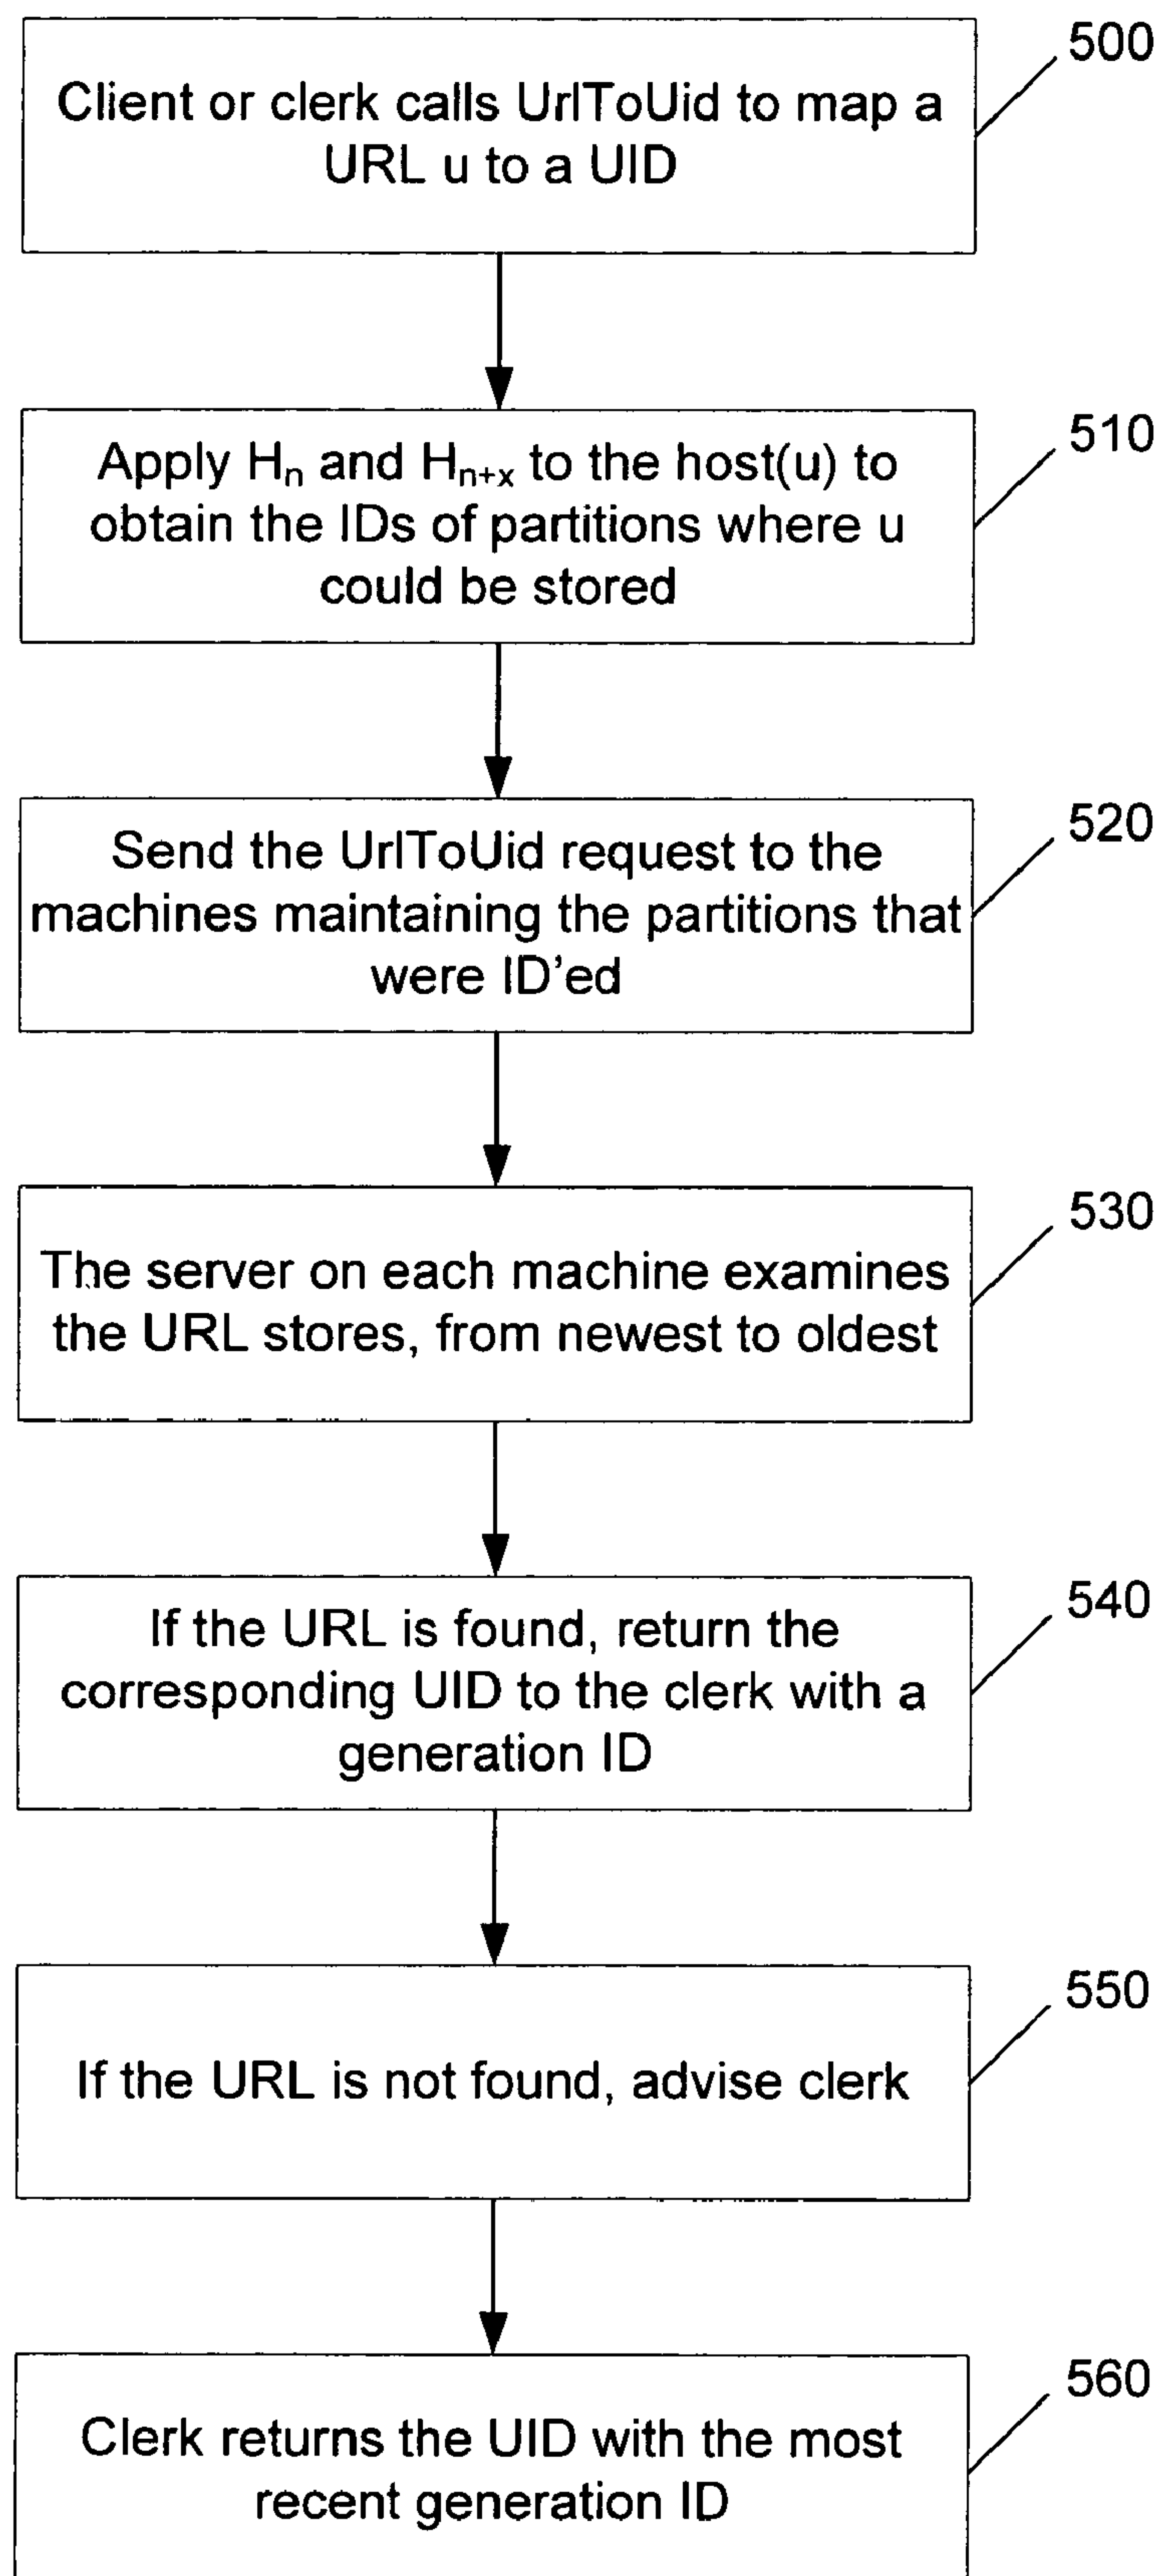 500
Client or clerk calls UrlToUid to map a
URL u to a UID
510
Apply Hₙ and Hₙ₊ₓ to the host(u) to
obtain the IDs of partitions where u
could be stored
520
Send the UrlToUid request to the
machines maintaining the partitions that
were ID’ed
530
The server on each machine examines
the URL stores, from newest to oldest
540
If the URL is found, return the
corresponding UID to the clerk with a
generation ID
550
If the URL is not found, advise clerk
560
Clerk returns the UID with the most
recent generation ID